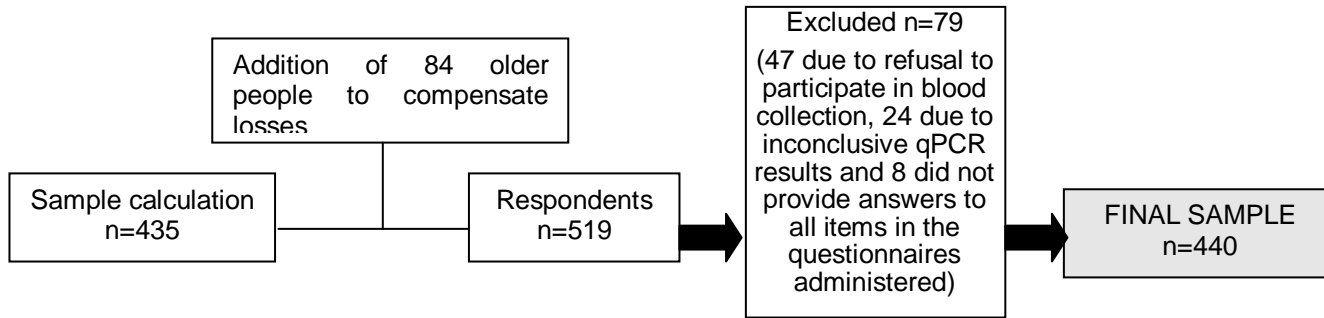 Addition of 84 older
people to compensate
losses
Sample calculation
n=435
Respondents
n=519
Excluded n=79
(47 due to refusal to
participate in blood
collection, 24 due to
inconclusive qPCR
results and 8 did not
provide answers to
all items in the
questionnaires
administered)
FINAL SAMPLE
n=440